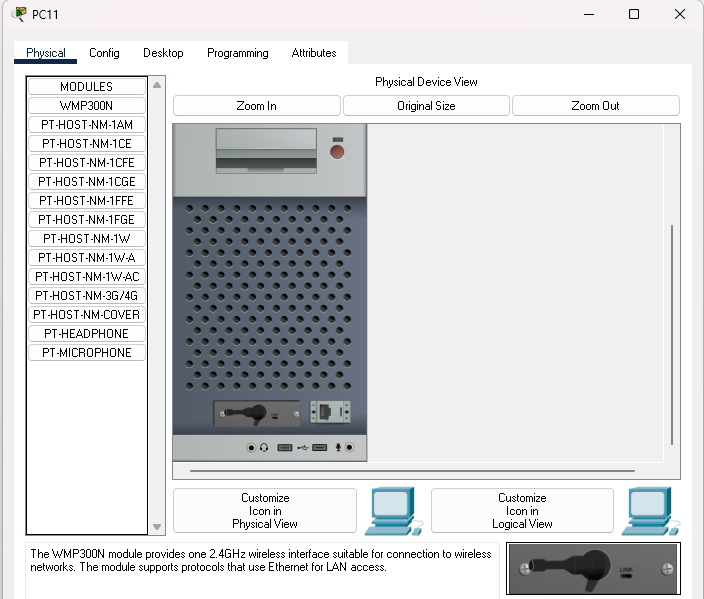 PC11
Physical
Config
Desktop
Programming
Attributes
MODULES
WMP300N
PT-HOST-NM-1AM
PT-HOST-NM-1CE
PT-HOST-NM-1CFE
PT-HOST-NM-1CGE
PT-HOST-NM-1FFE
PT-HOST-NM-1FGE
PT-HOST-NM-1W
PT-HOST-NM-1W-A
PT-HOST-NM-1W-AC
PT-HOST-NM-3G/4G
PT-HOST-NM-COVER
PT-HEADPHONE
PT-MICROPHONE
Physical Device View
Zoom In
Original Size
Zoom Out
Customize
Icon in
Physical View
Customize
Icon in
Logical View
The WMP300N module provides one 2.4GHz wireless interface suitable for connection to wireless
networks. The module supports protocols that use Ethernet for LAN access.
LINK